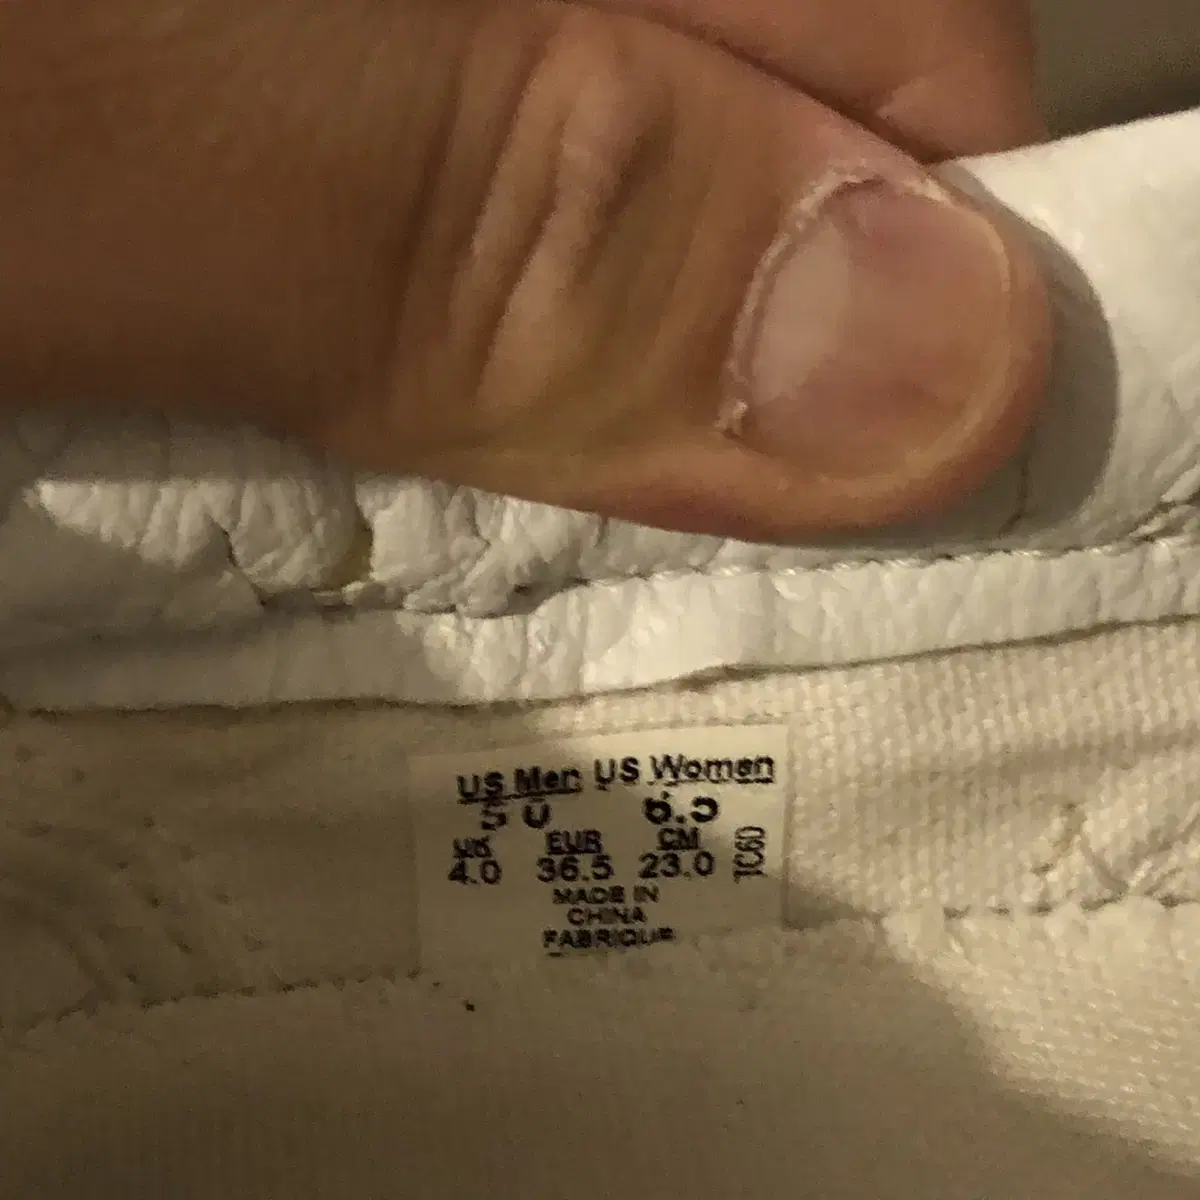 US Men US Women
5 0 6.5
UK EUR CM
4.0 36.5 23.0
MADE IN
CHINA
FABRIQUE
TC60